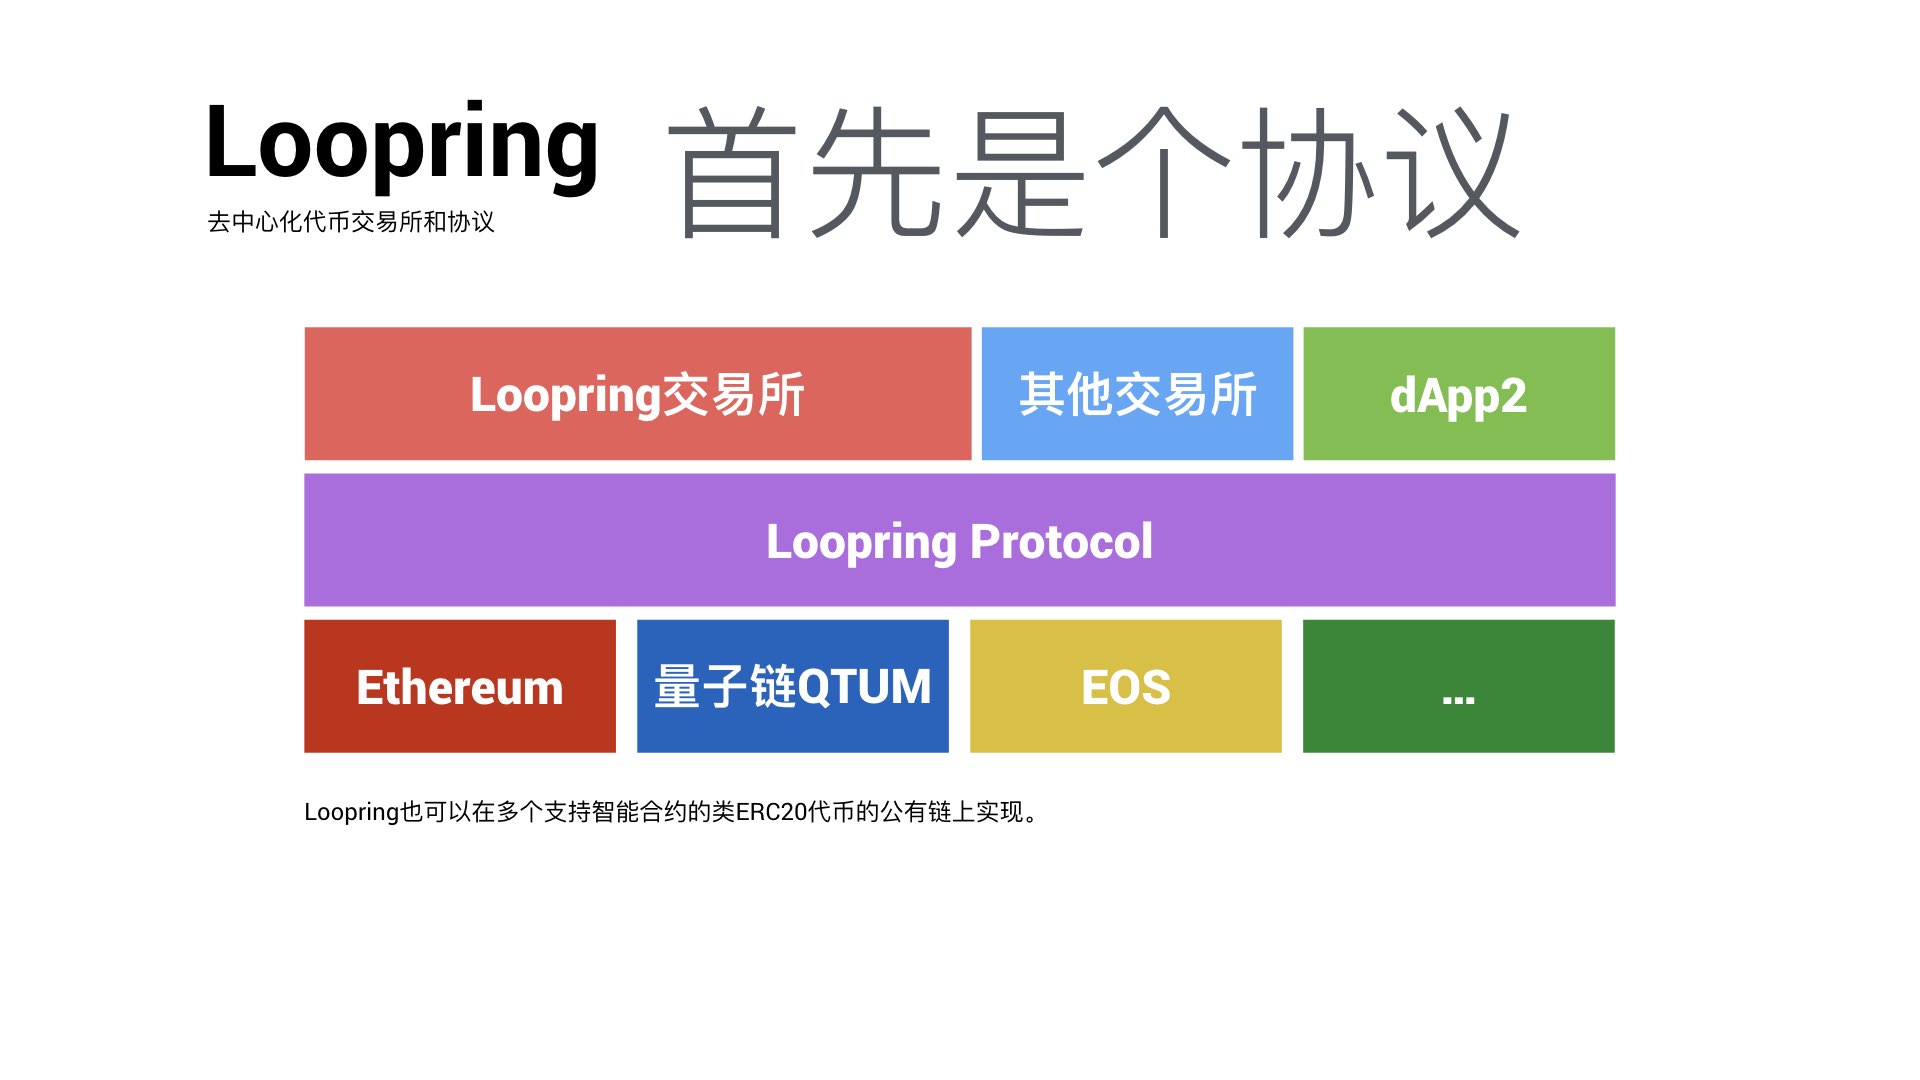 Loopring 首先是个协议
去中心化代币交易所和协议
Loopring交易所 其他交易所 dApp2
Loopring Protocol
Ethereum 量子链QTUM EOS ...
Loopring也可以在多个支持智能合约的类ERC20代币的公有链上实现。